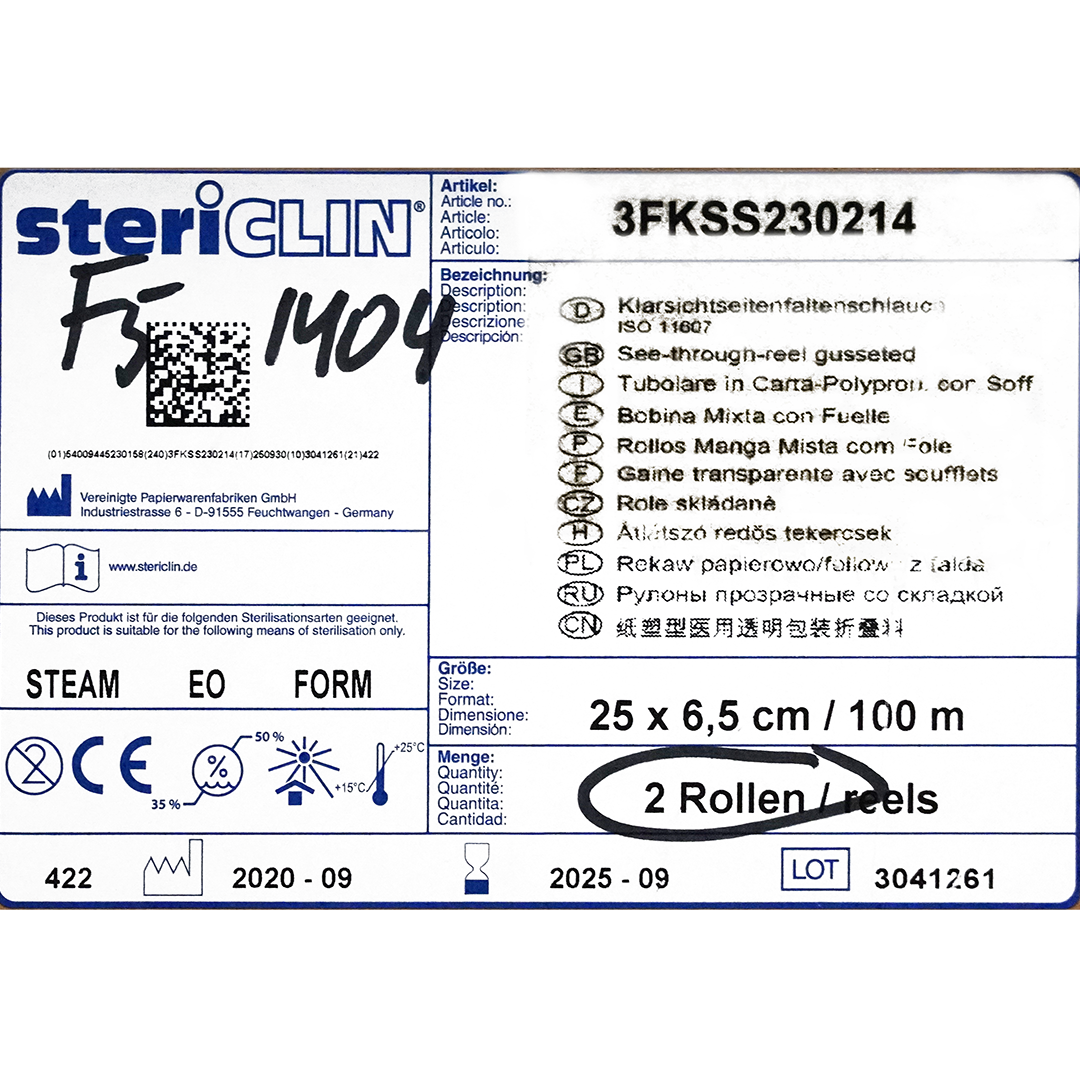 steriCLIN®
F5 1404
(01)54009445230158(240)3FKSS230214(17)250930(10)3041261(21)422
Vereinigte Papierwarenfabriken GmbH
Industriestrasse 6 - D-91555 Feuchtwangen - Germany
www.stericlin.de
Dieses Produkt ist für die folgenden Sterilisationsarten geeignet.
This product is suitable for the following means of sterilisation only.
STEAM EO FORM
2 CE 35 % % 50 % +15°C +25°C
Artikel:
Article no.:
Article:
Articolo:
Articulo:
3FKSS230214
Bezeichnung:
Description:
Description:
Descrizione:
Descripción:
D Klarsichtseitenfaltenschlauch
ISO 11607
GB See-through-reel gusseted
I Tubolare in Carta-Polyprop. con Soff
E Bobina Mixta con Fuelle
P Rollos Manga Mista com Fole
F Gaine transparente avec soufflets
CZ Role skládané
H Átlátszó redős tekercsek
PL Rekaw papierowo/foliow z falda
RU Рулоны прозрачные со складкой
CN 纸塑型医用透明包装折叠料
Größe:
Size:
Format:
Dimensione:
Dimensión:
25 x 6,5 cm / 100 m
Menge:
Quantity:
Quantité:
Quantita:
Cantidad:
2 Rollen / reels
422 2020 - 09 2025 - 09 LOT 3041261